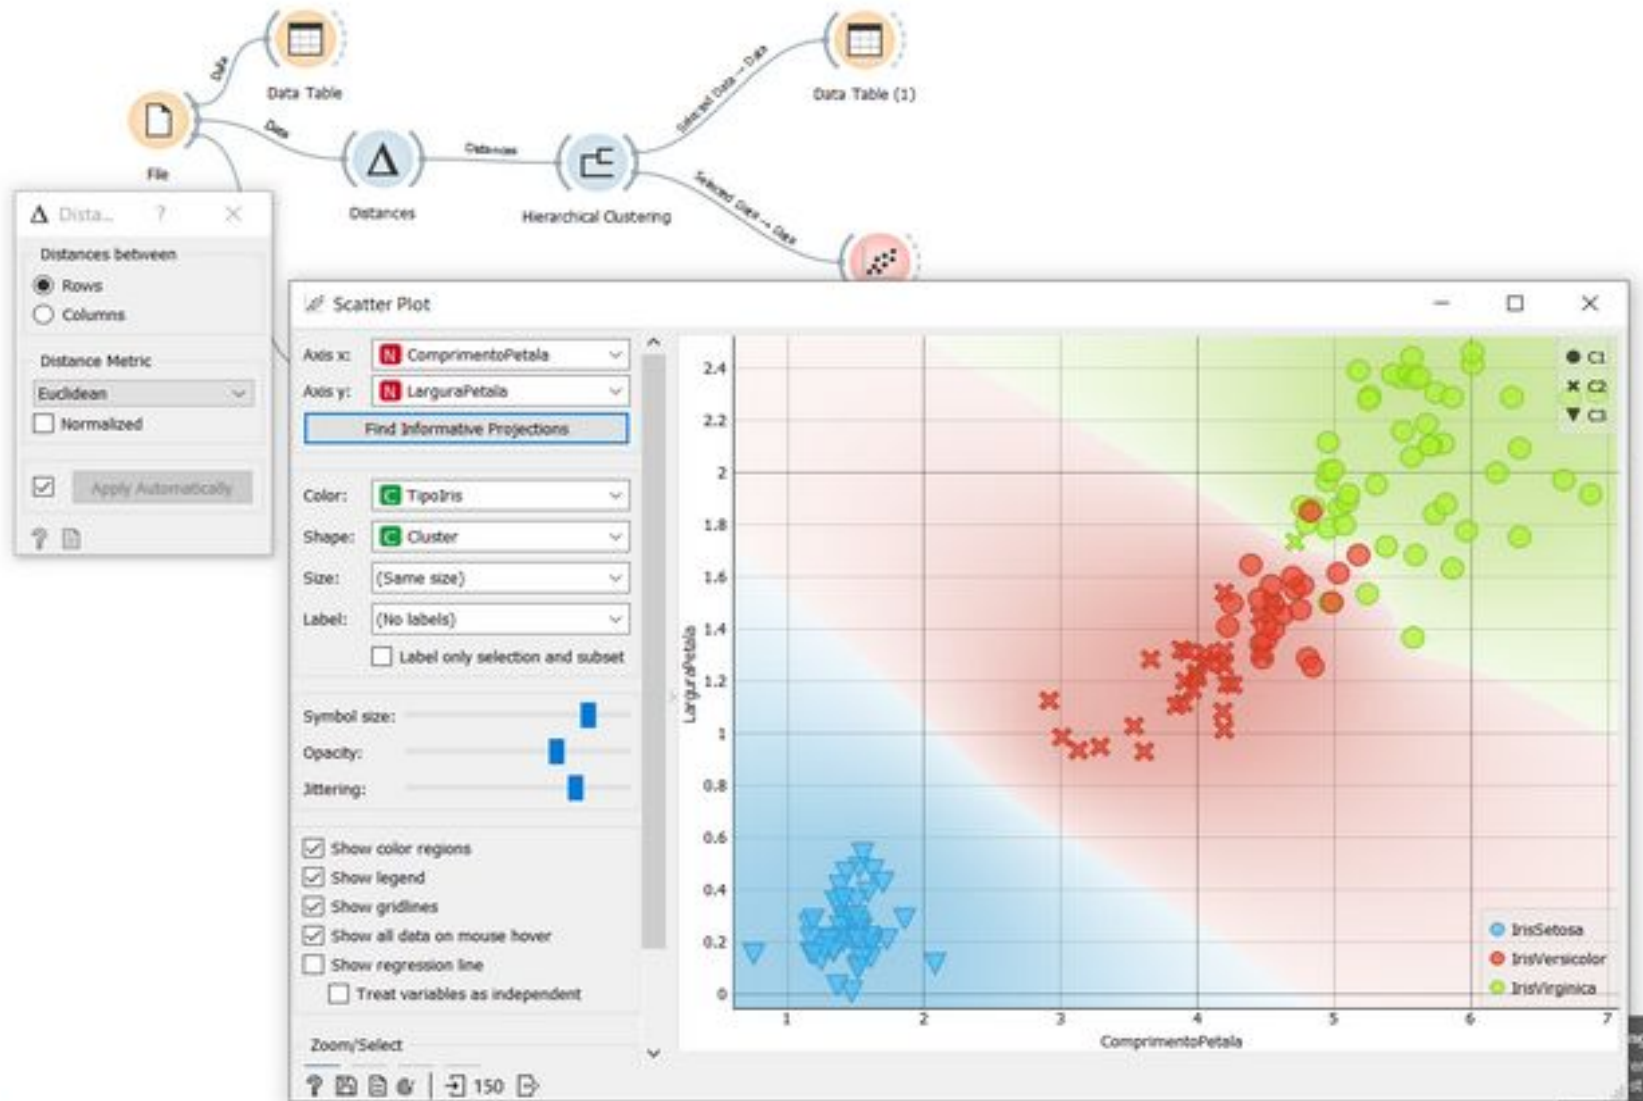 Data
Data Table
Selected Data → Data
Data Table (1)
File
Data
Distances
Distances
Hierarchical Clustering
Selected Data → Data
Dista... ? ×
Distances between
Rows
Columns
Distance Metric
Euclidean
Normalized
Apply Automatically
Scatter Plot
Axis x: N ComprimentoPetala
Axis y: N LarguraPetala
Find Informative Projections
Color: C TipoIris
Shape: C Cluster
Size: (Same size)
Label: (No labels)
Label only selection and subset
Symbol size:
Opacity:
Jittering:
Show color regions
Show legend
Show gridlines
Show all data on mouse hover
Show regression line
Treat variables as independent
Zoom/Select
150
C1
C2
C3
2.4
2.2
2
1.8
1.6
1.4
1.2
1
0.8
0.6
0.4
0.2
0
LarguraPetala
IrisSetosa
IrisVersicolor
IrisVirginica
1 2 3 4 5 6 7
ComprimentoPetala